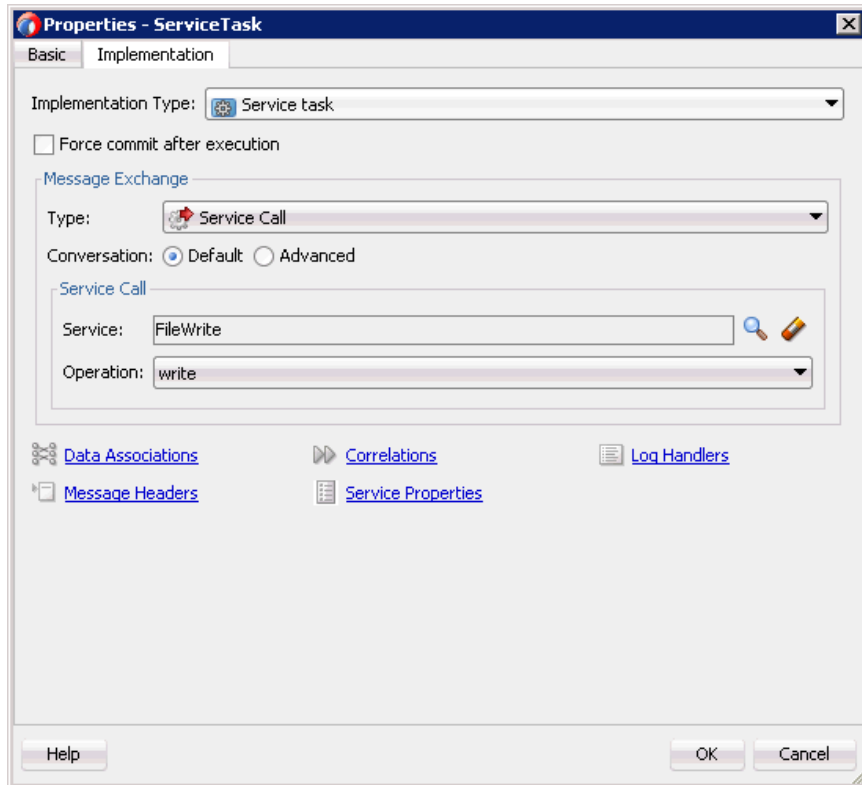 Properties - ServiceTask
Basic Implementation
Implementation Type: Service task
Force commit after execution
Message Exchange
Type: Service Call
Conversation: Default Advanced
Service Call
Service: FileWrite
Operation: write
Data Associations Correlations Log Handlers
Message Headers Service Properties
Help OK Cancel